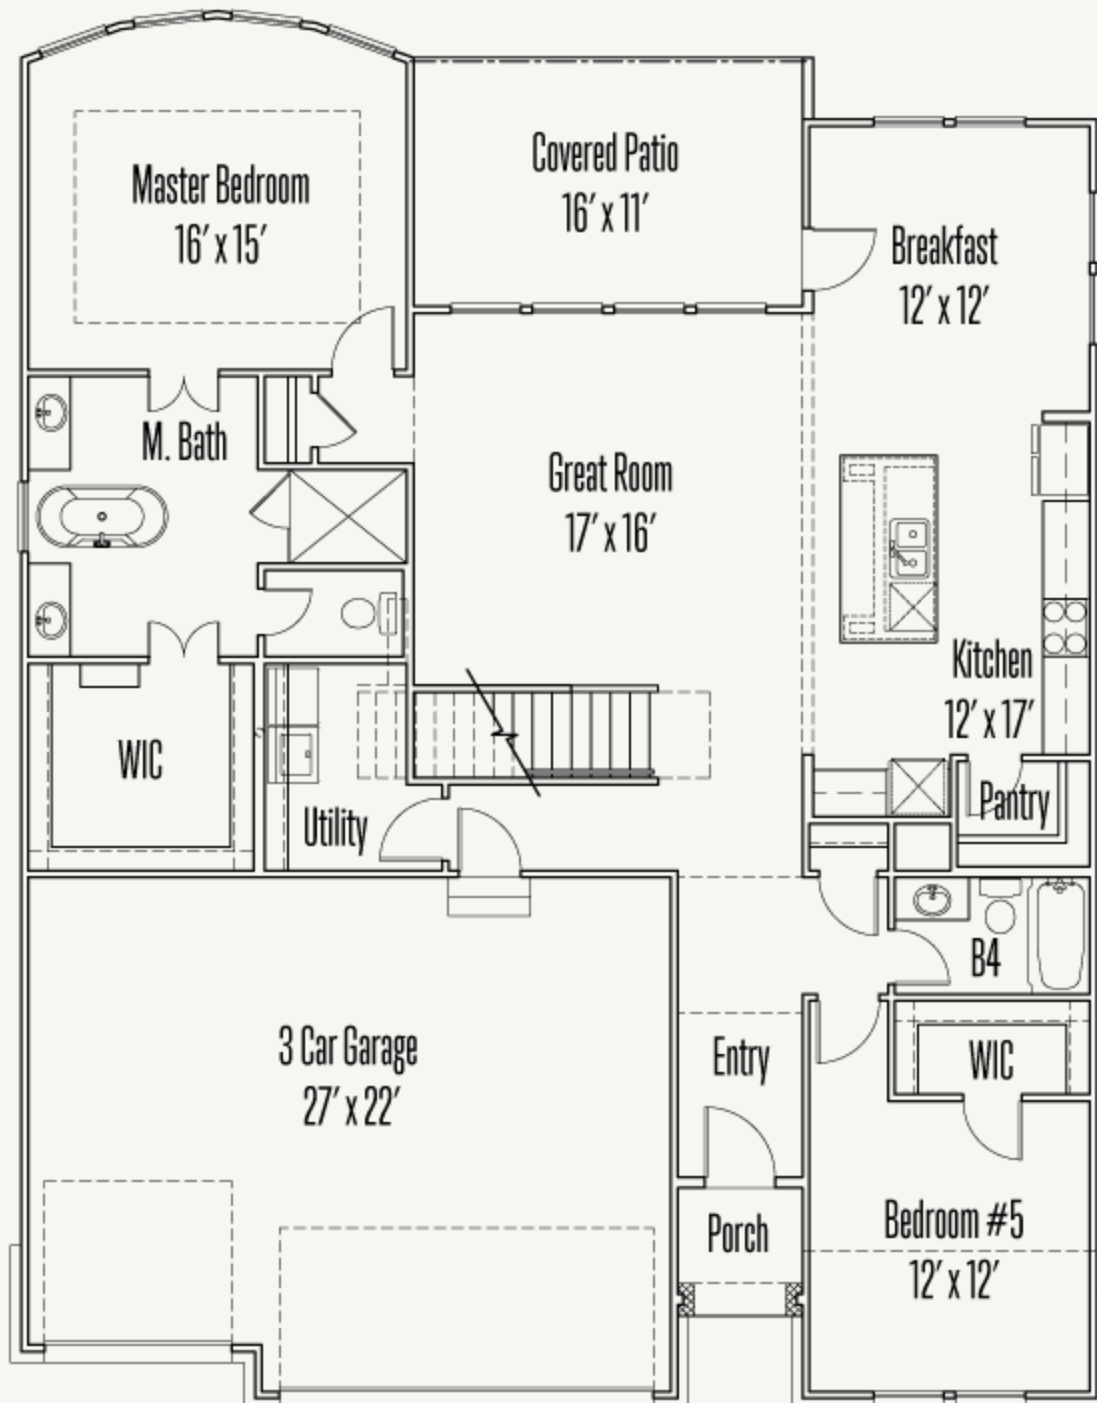 Master Bedroom
16′ x 15′
Covered Patio
16′ x 11′
Breakfast
12′ x 12′
M. Bath
Great Room
17′ x 16′
Kitchen
12′ x 17′
WIC
Utility
Pantry
B4
3 Car Garage
27′ x 22′
Entry
WIC
Porch
Bedroom #5
12′ x 12′